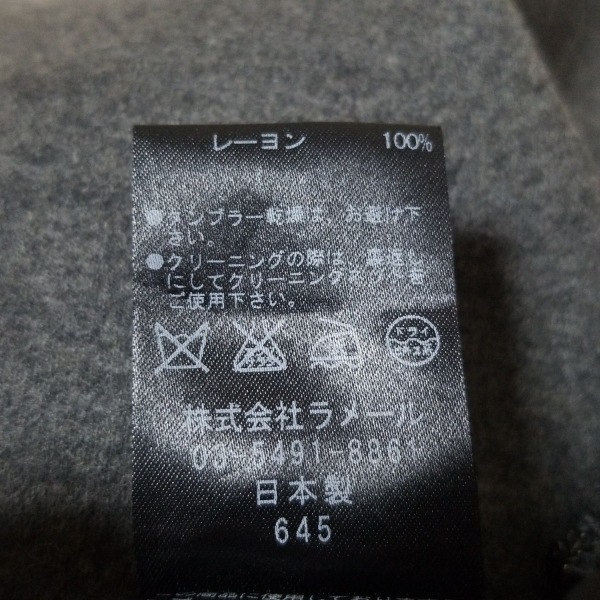 レーヨン 100%
●タンブラー乾燥は、お避け下
さい。
●クリーニングの際は、裏返し
にしてクリーニングネットを
ご使用下さい。
ドライ
株式会社ラメール
03-5491-8861
日本製
645